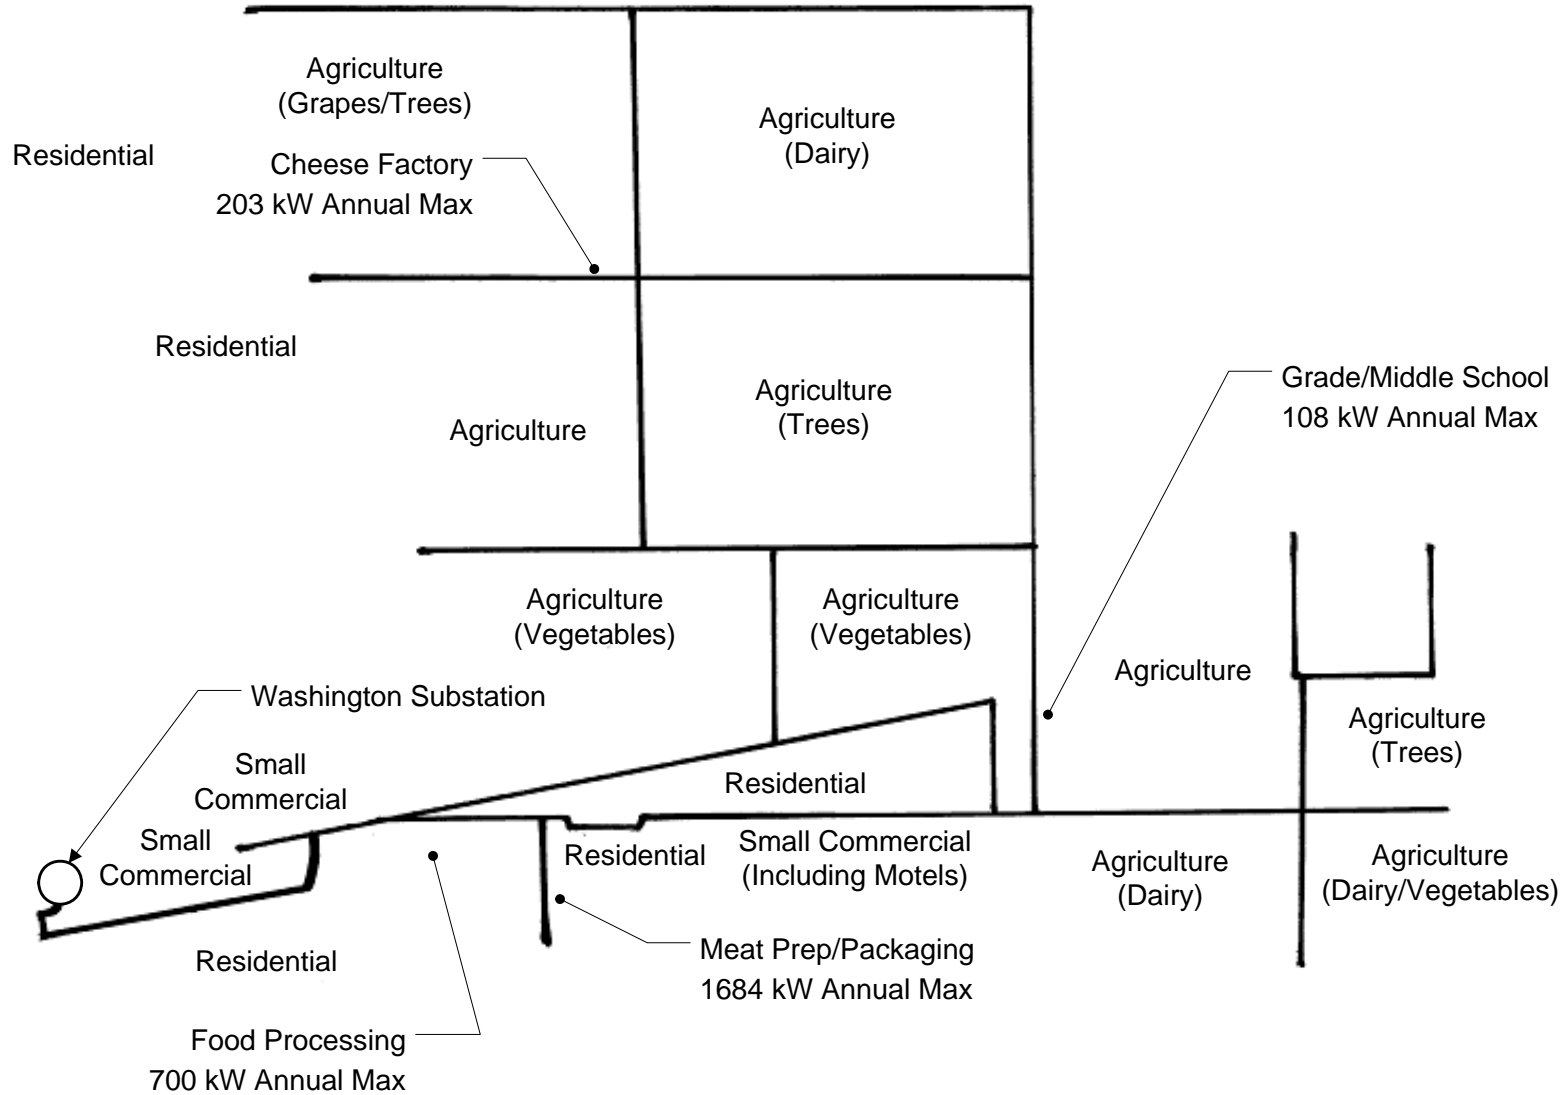 Agriculture
(Grapes/Trees)
Agriculture
(Dairy)
Residential
Cheese Factory
203 kW Annual Max
Residential
Agriculture
(Trees)
Grade/Middle School
108 kW Annual Max
Agriculture
Agriculture
(Vegetables)
Agriculture
(Vegetables)
Agriculture
Washington Substation
Agriculture
(Trees)
Small
Commercial
Residential
Small
Commercial
Residential
Small Commercial
(Including Motels)
Agriculture
(Dairy)
Agriculture
(Dairy/Vegetables)
Residential
Meat Prep/Packaging
1684 kW Annual Max
Food Processing
700 kW Annual Max